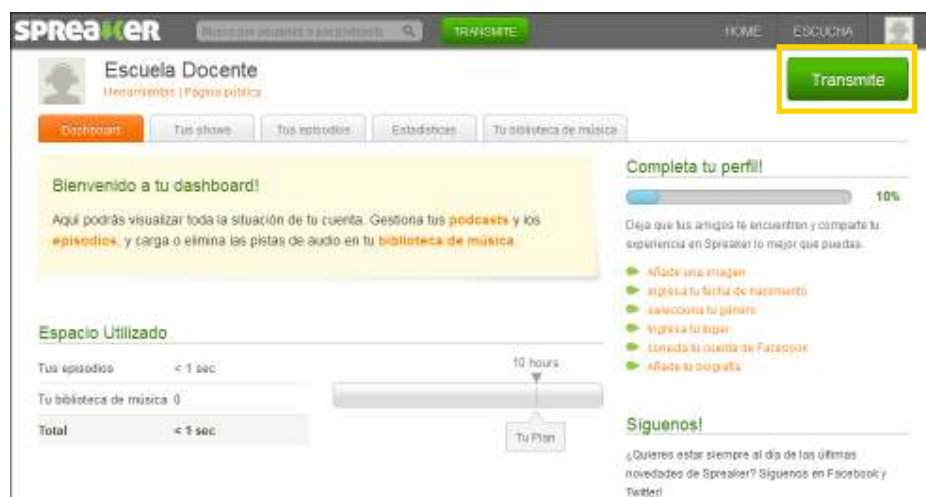 SPReaKeR
TRANSMITE
HOME ESCUCHA
Escuela Docente
Herramientas | Página pública
Transmite
Dashboard
Tus shows
Tus episodios
Estadísticas
Tu biblioteca de música
Bienvenido a tu dashboard!
Aquí podrás visualizar toda la situación de tu cuenta. Gestiona tus podcasts y los
episodios, y carga o elimina las pistas de audio en tu biblioteca de música.
Completa tu perfil!
10%
Deja que tus amigos te encuentren y comparte tu
experiencia en Spreaker lo mejor que puedas.
Añade una imagen
ingresa tu fecha de nacimiento
selecciona tu género
ingresa tu lugar
conecta tu cuenta de Facebook
Añade tu biografía
Espacio Utilizado
Tus episodios < 1 sec
Tu biblioteca de música 0
Total < 1 sec
10 hours
Tu Plan
Siguenos!
¿Quieres estar siempre al día de las últimas
novedades de Spreaker? Síguenos en Facebook y
Twitter!